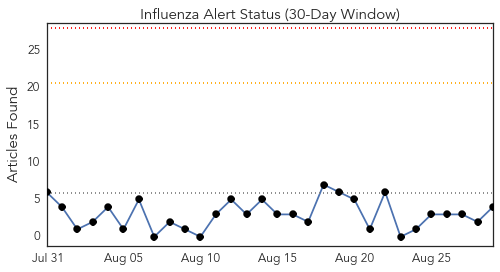 Influenza Alert Status (30-Day Window)
Articles Found
25
20
15
10
5
0
Jul 31 Aug 05 Aug 10 Aug 15 Aug 20 Aug 25